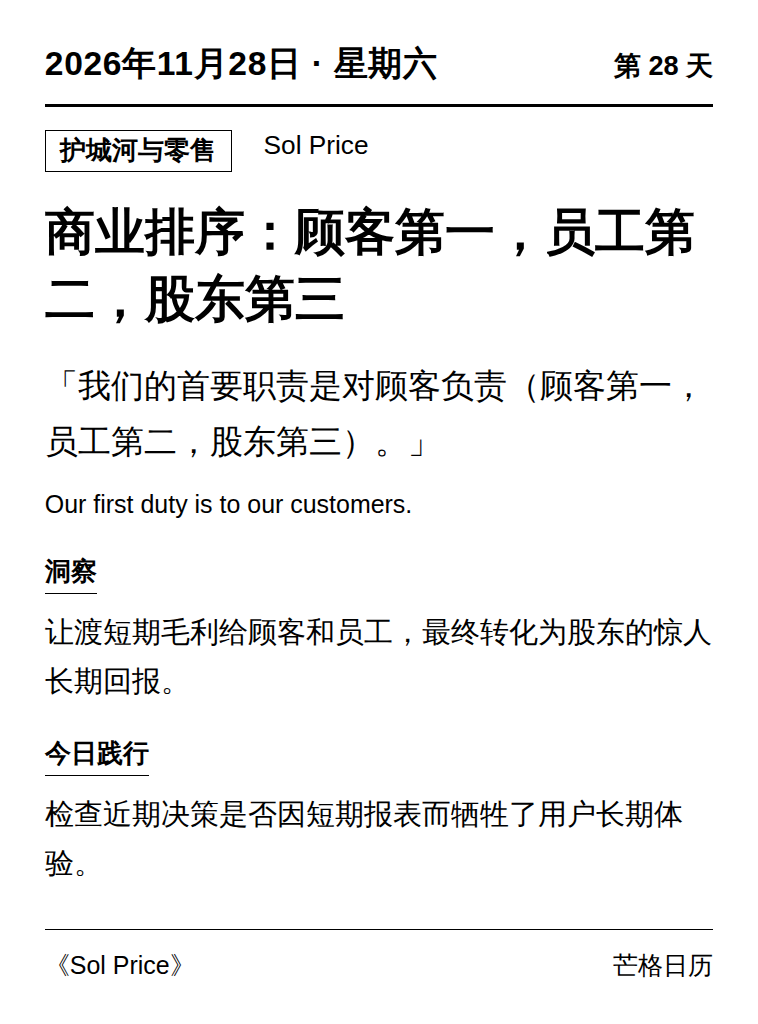 2026年11月28日 · 星期六
第 28 天
护城河与零售
Sol Price
商业排序：顾客第一，员工第
二，股东第三
「我们的首要职责是对顾客负责（顾客第一，
员工第二，股东第三）。」
Our first duty is to our customers.
洞察
让渡短期毛利给顾客和员工，最终转化为股东的惊人
长期回报。
今日践行
检查近期决策是否因短期报表而牺牲了用户长期体
验。
《Sol Price》
芒格日历